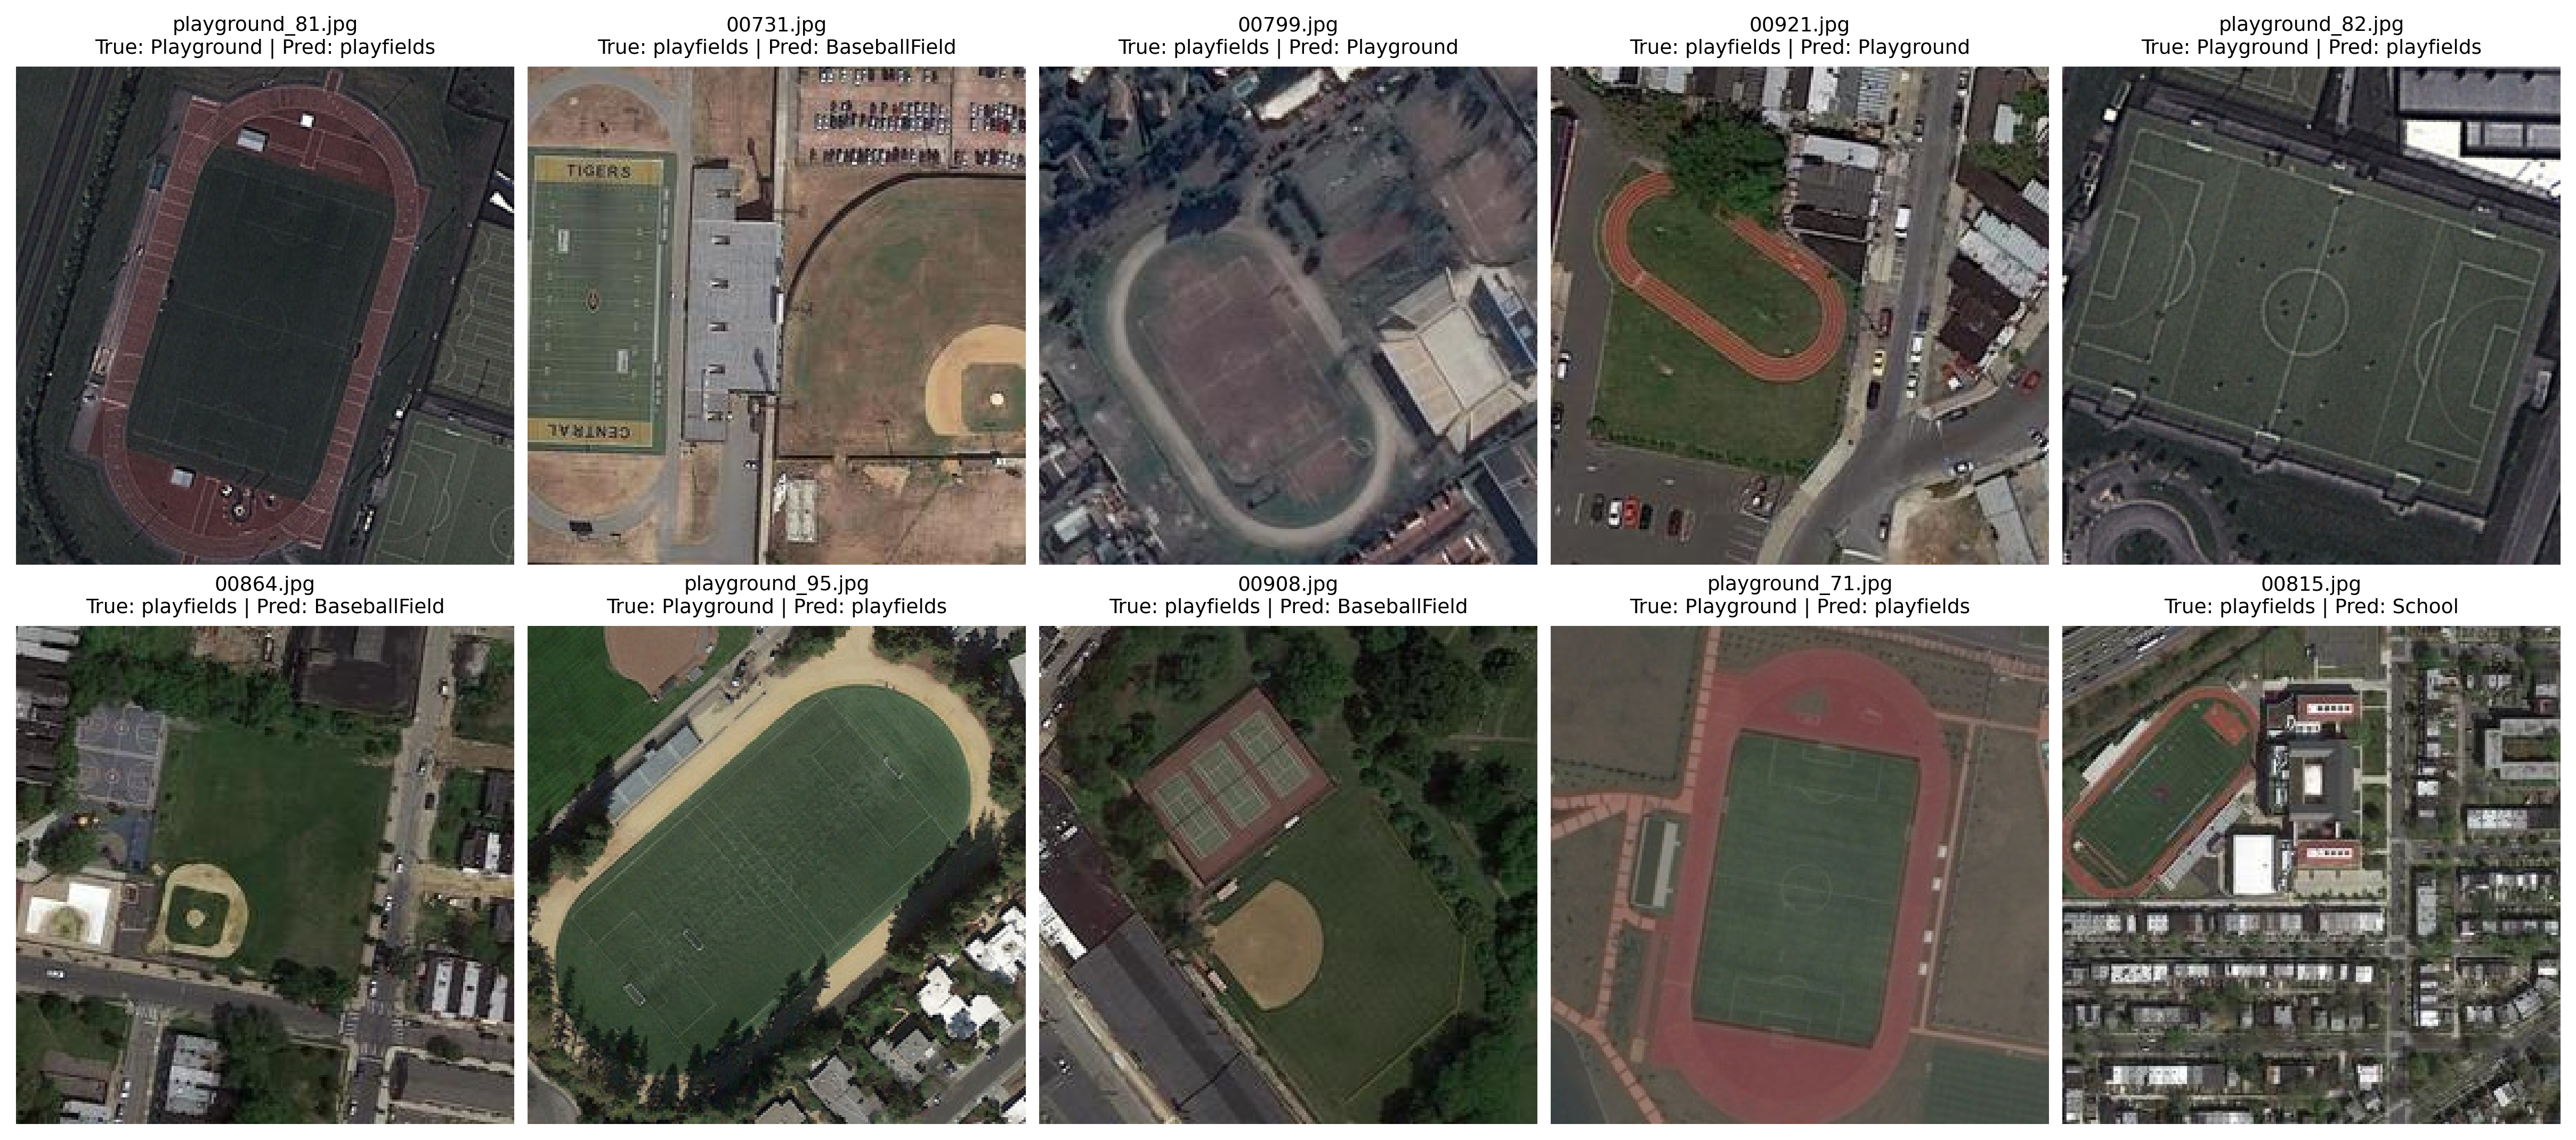 playground_81.jpg
True: Playground | Pred: playfields
00731.jpg
True: playfields | Pred: BaseballField
00799.jpg
True: playfields | Pred: Playground
00921.jpg
True: playfields | Pred: Playground
playground_82.jpg
True: Playground | Pred: playfields
TIGERS
CENTRAL
00864.jpg
True: playfields | Pred: BaseballField
playground_95.jpg
True: Playground | Pred: playfields
00908.jpg
True: playfields | Pred: BaseballField
playground_71.jpg
True: Playground | Pred: playfields
00815.jpg
True: playfields | Pred: School